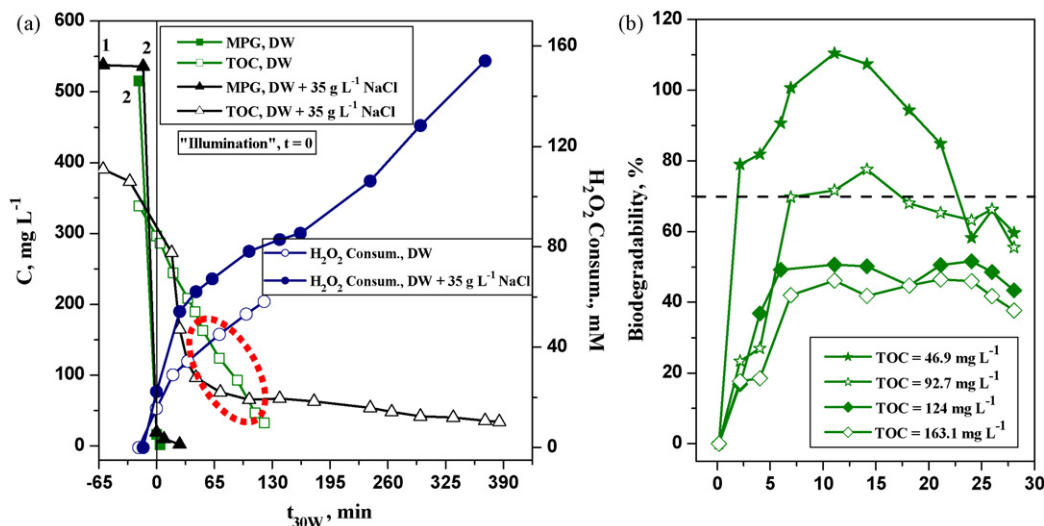 (a)
600
500
400
300
200
100
0
C, mg L⁻¹
-65 0 65 130 195 260 325 390
t₃₀W, min
160
120
80
40
0
H₂O₂ Consum., mM
1
2
2
MPG, DW
TOC, DW
MPG, DW + 35 g L⁻¹ NaCl
TOC, DW + 35 g L⁻¹ NaCl
"Illumination", t = 0
H₂O₂ Consum., DW
H₂O₂ Consum., DW + 35 g L⁻¹ NaCl
(b)
120
100
80
60
40
20
0
Biodegradability, %
0 5 10 15 20 25 30
TOC = 46.9 mg L⁻¹
TOC = 92.7 mg L⁻¹
TOC = 124 mg L⁻¹
TOC = 163.1 mg L⁻¹